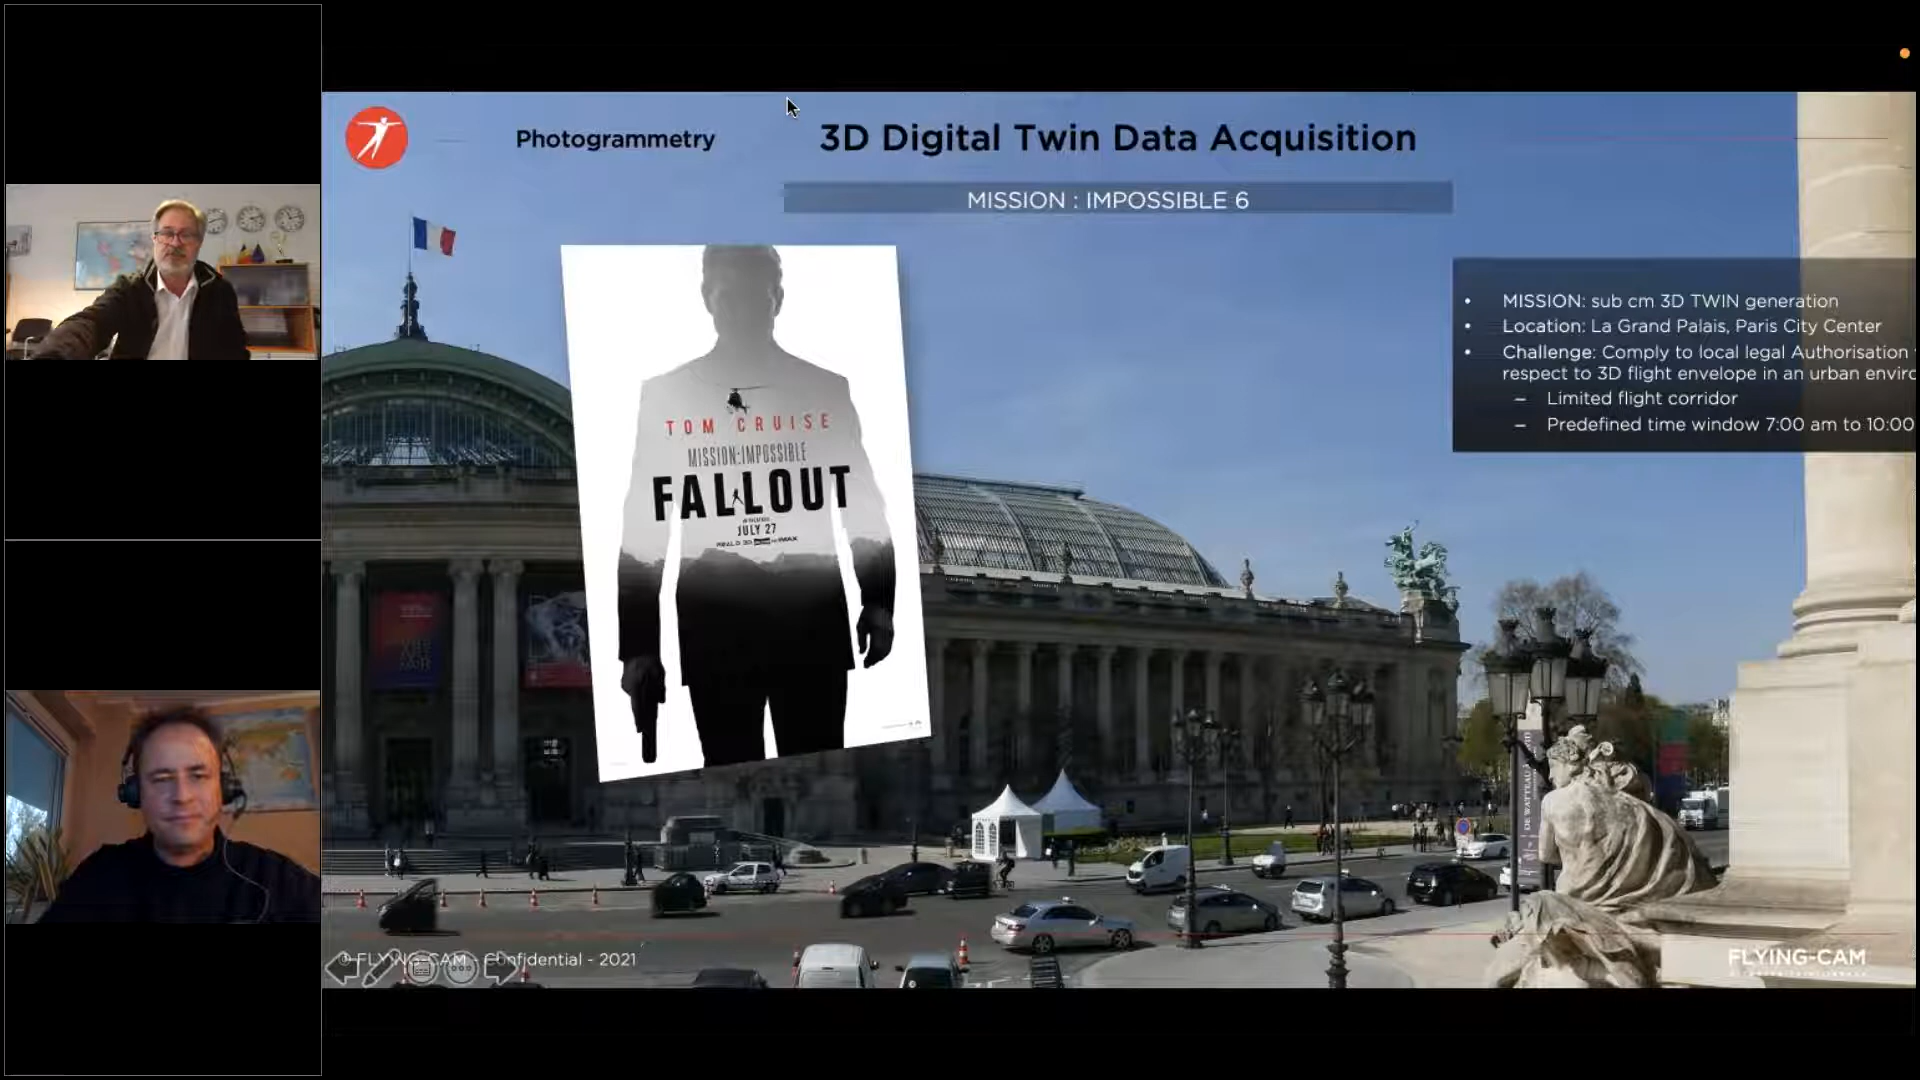 Photogrammetry
3D Digital Twin Data Acquisition
MISSION : IMPOSSIBLE 6
• MISSION: sub cm 3D TWIN generation
• Location: La Grand Palais, Paris City Center
• Challenge: Comply to local legal Authorisation
respect to 3D flight envelope in an urban enviro
– Limited flight corridor
– Predefined time window 7:00 am to 10:00
TOM CRUISE
MISSION:IMPOSSIBLE
FALLOUT
JULY 27
© FLYING-CAM - Confidential - 2021
FLYING-CAM